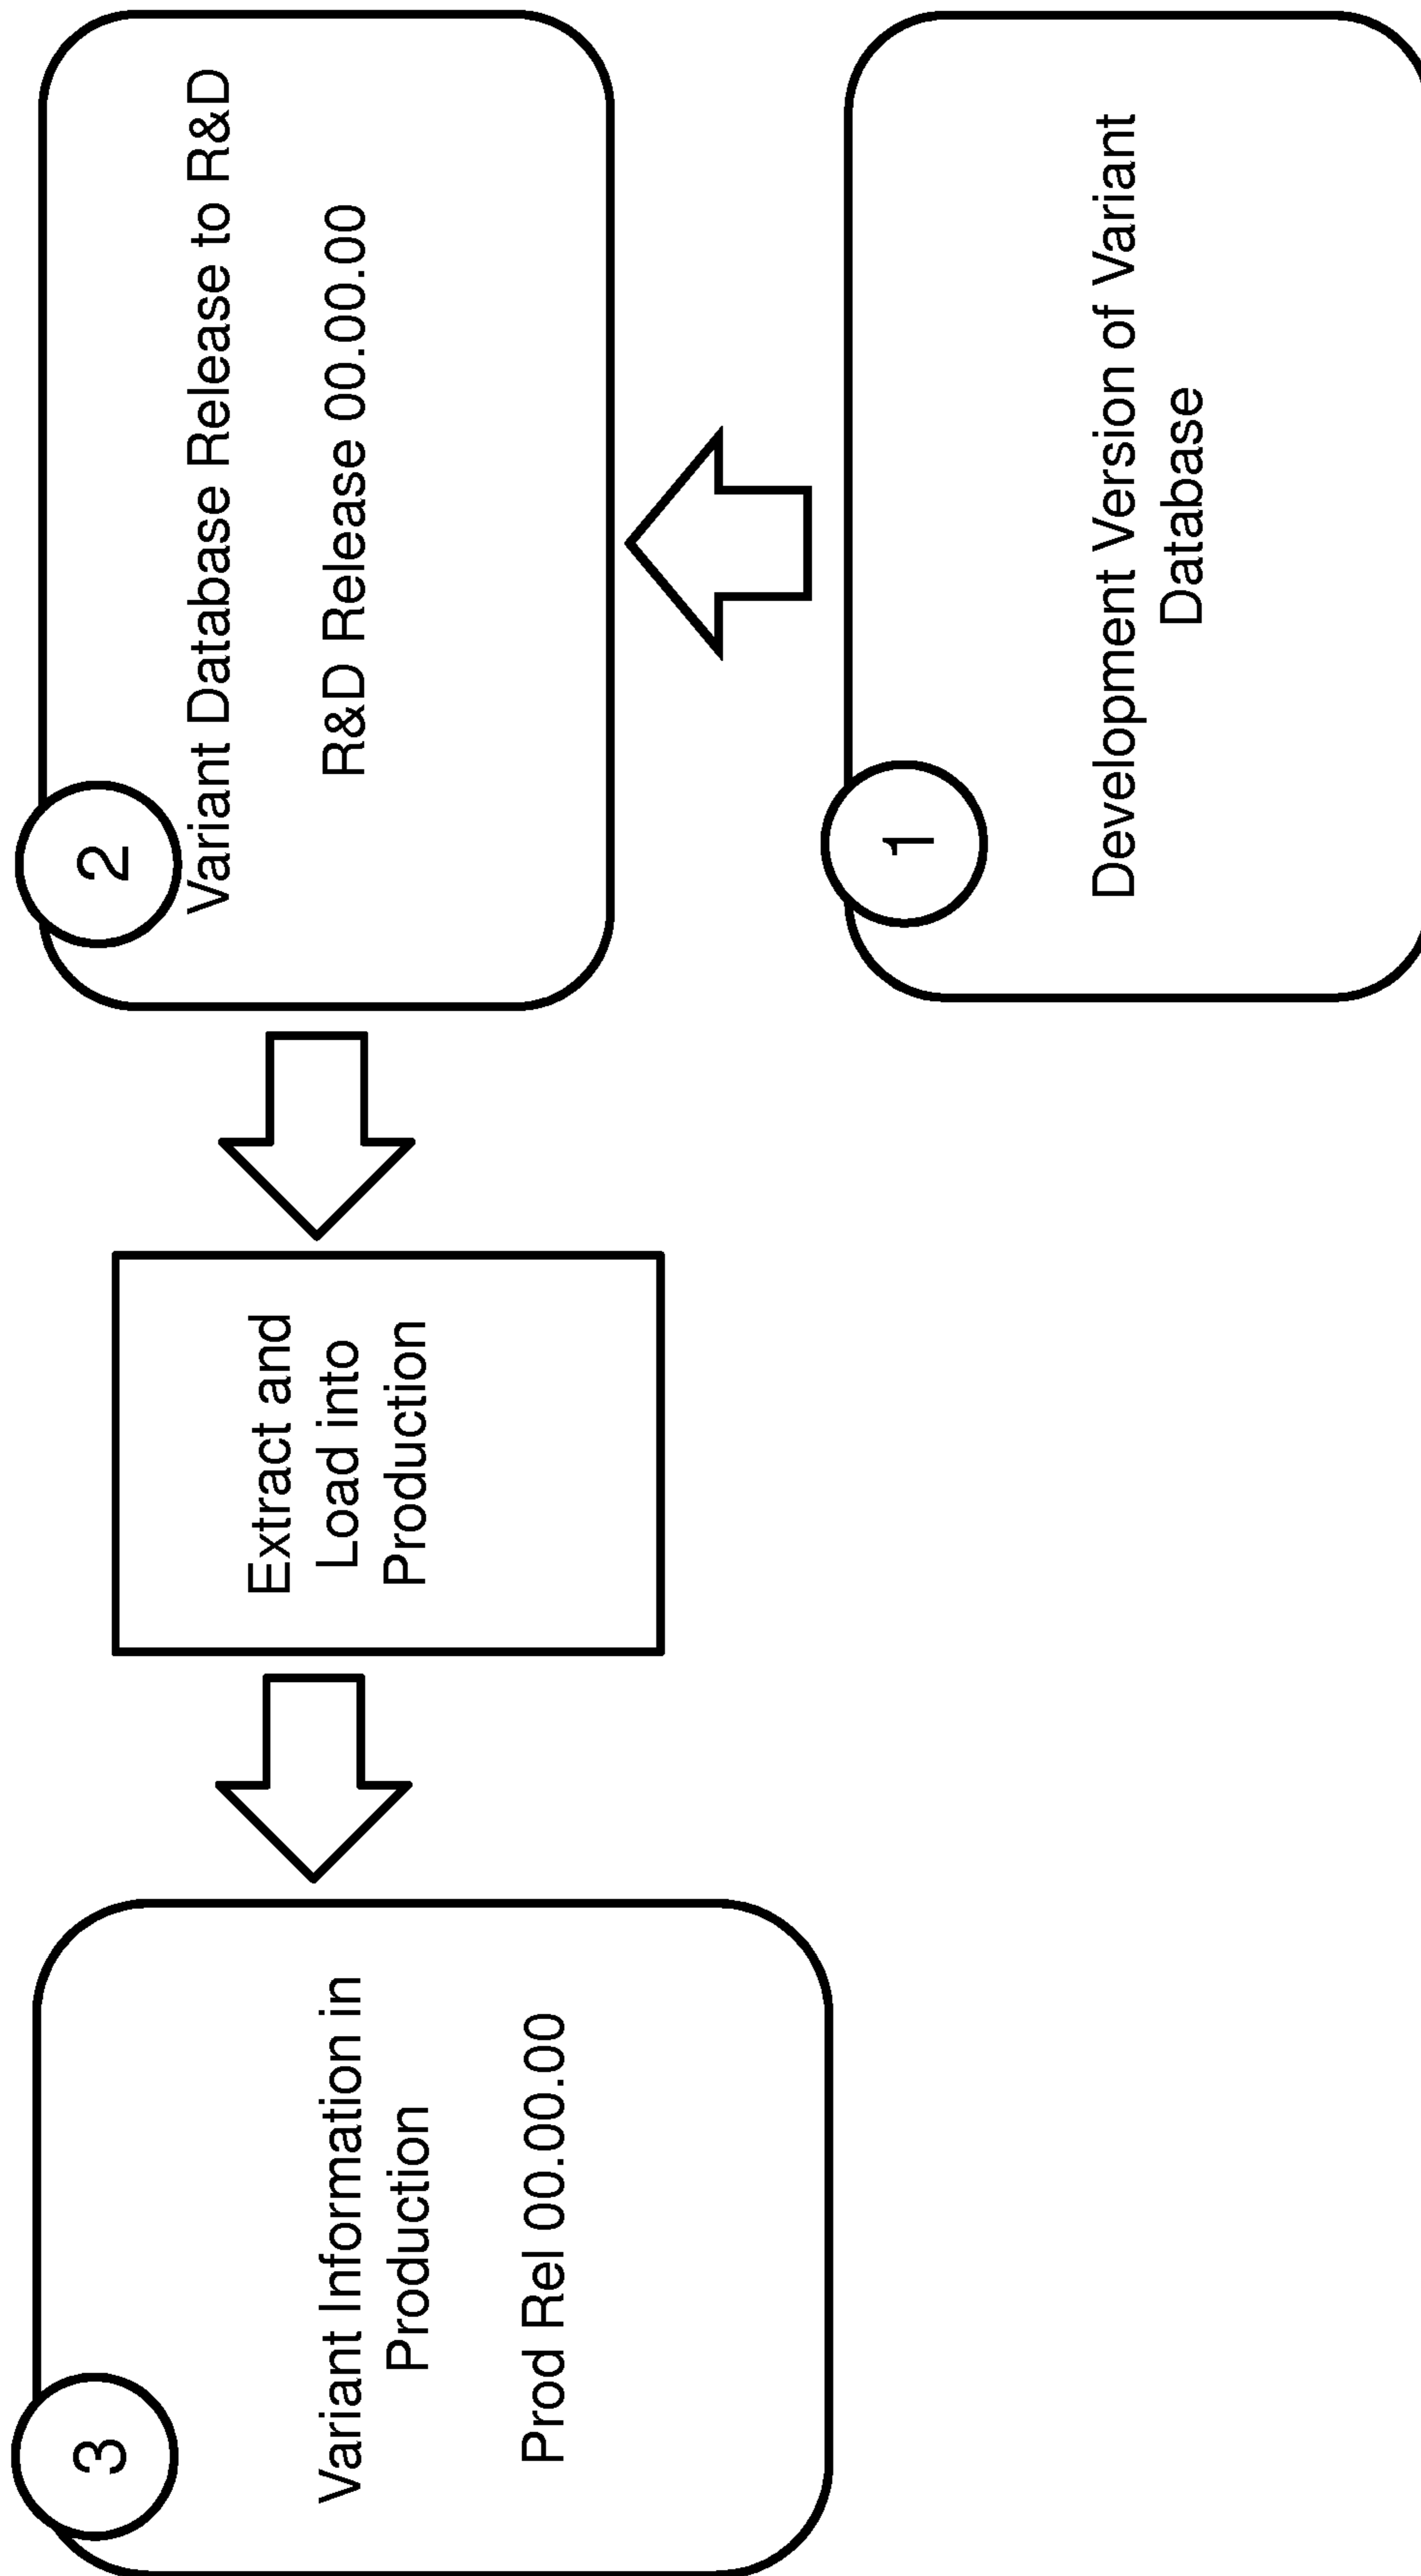 3
Variant Information in
Production
Prod Rel 00.00.00
Extract and
Load into
Production
2
Variant Database Release to R&D
R&D Release 00.00.00
1
Development Version of Variant
Database